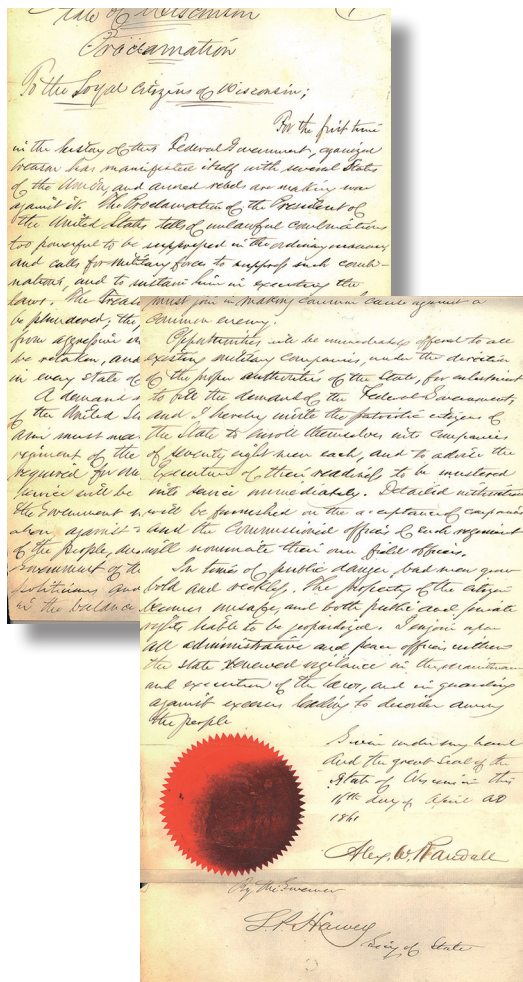 State of Wisconsin
Proclamation
To the Loyal Citizens of Wisconsin;
For the first time
in the history of this Federal Government, organized
treason has manifested itself with several States
of the Union, and armed rebels are making war
against it. The Proclamation of the President of
the United States tells of unlawful combinations
too powerful to be suppressed in the ordinary manner
and calls for military forces to suppress such combi-
nations, and to sustain him in executing the
laws. The Treas
be plundered, the
from aggressive
be retaken, and
in every state of
A demand
of the United St
and must
regiment of the
required for
service will be
the Government
against
of the people,
Government of th
politicians and
in the balance
must join in making common cause against a
common enemy.
Opportunities will be immediately offered to all
existing military companies, under the direction
of the proper authorities of the State, for enlistment
to fill the demand of the Federal Government,
and I hereby invite the patriotic citizens of
the State to enroll themselves into companies
of seventy eight men each, and to advise the
Executive of their readiness to be mustered
into service immediately. Detailed instructions
will be furnished on the acceptance of companies
and the Commissioned officers of each regiment
will nominate their own field officers.
In times of public danger bad men grow
bold and reckless. The property of the citizen
becomes unsafe, and both public and private
rights liable to be jeopardized. I enjoin upon
all administrative and peace officers within
the state renewed vigilance in the maintenance
and execution of the laws, and in guarding
against excesses leading to disorder among
the people
Given under my hand
and the great Seal of the
State of Wisconsin this
16th day of April AD
1861
Alex. W. Randall
By the Governor
L.P. Harvey
Secy of State